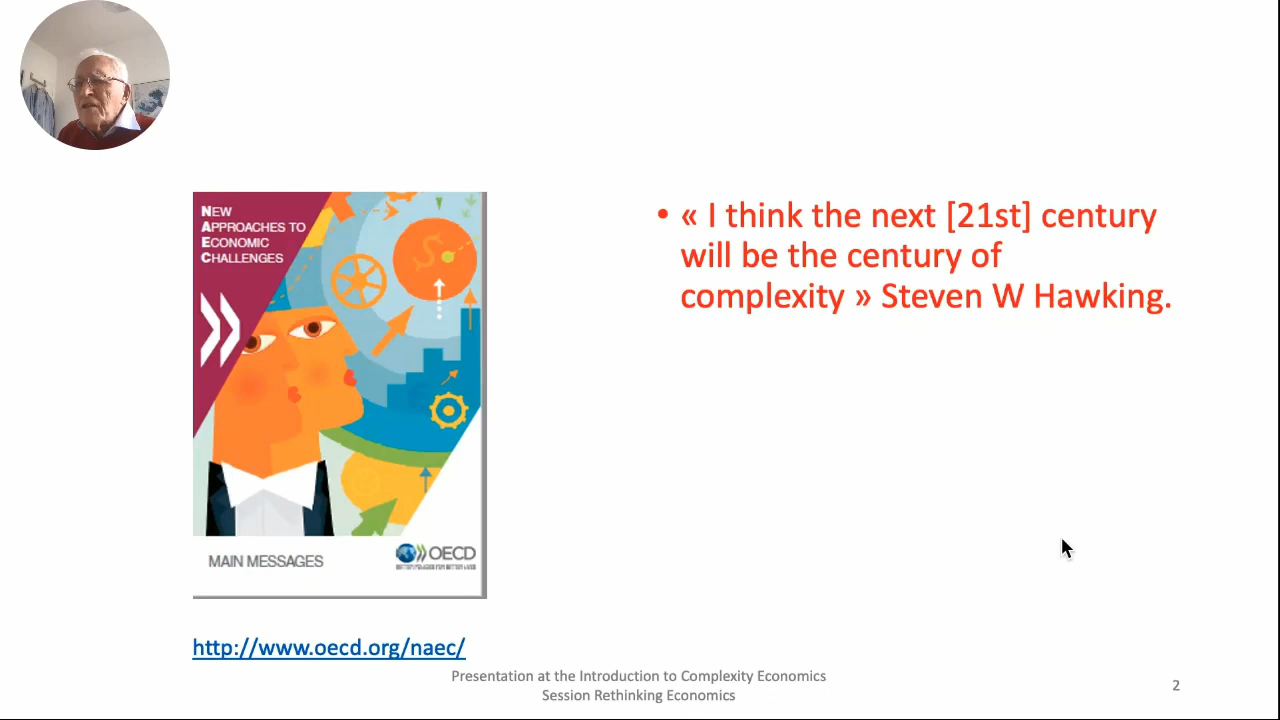 NEW
APPROACHES TO
ECONOMIC
CHALLENGES
MAIN MESSAGES
OECD
http://www.oecd.org/naec/
• « I think the next [21st] century
will be the century of
complexity » Steven W Hawking.
Presentation at the Introduction to Complexity Economics
Session Rethinking Economics
2